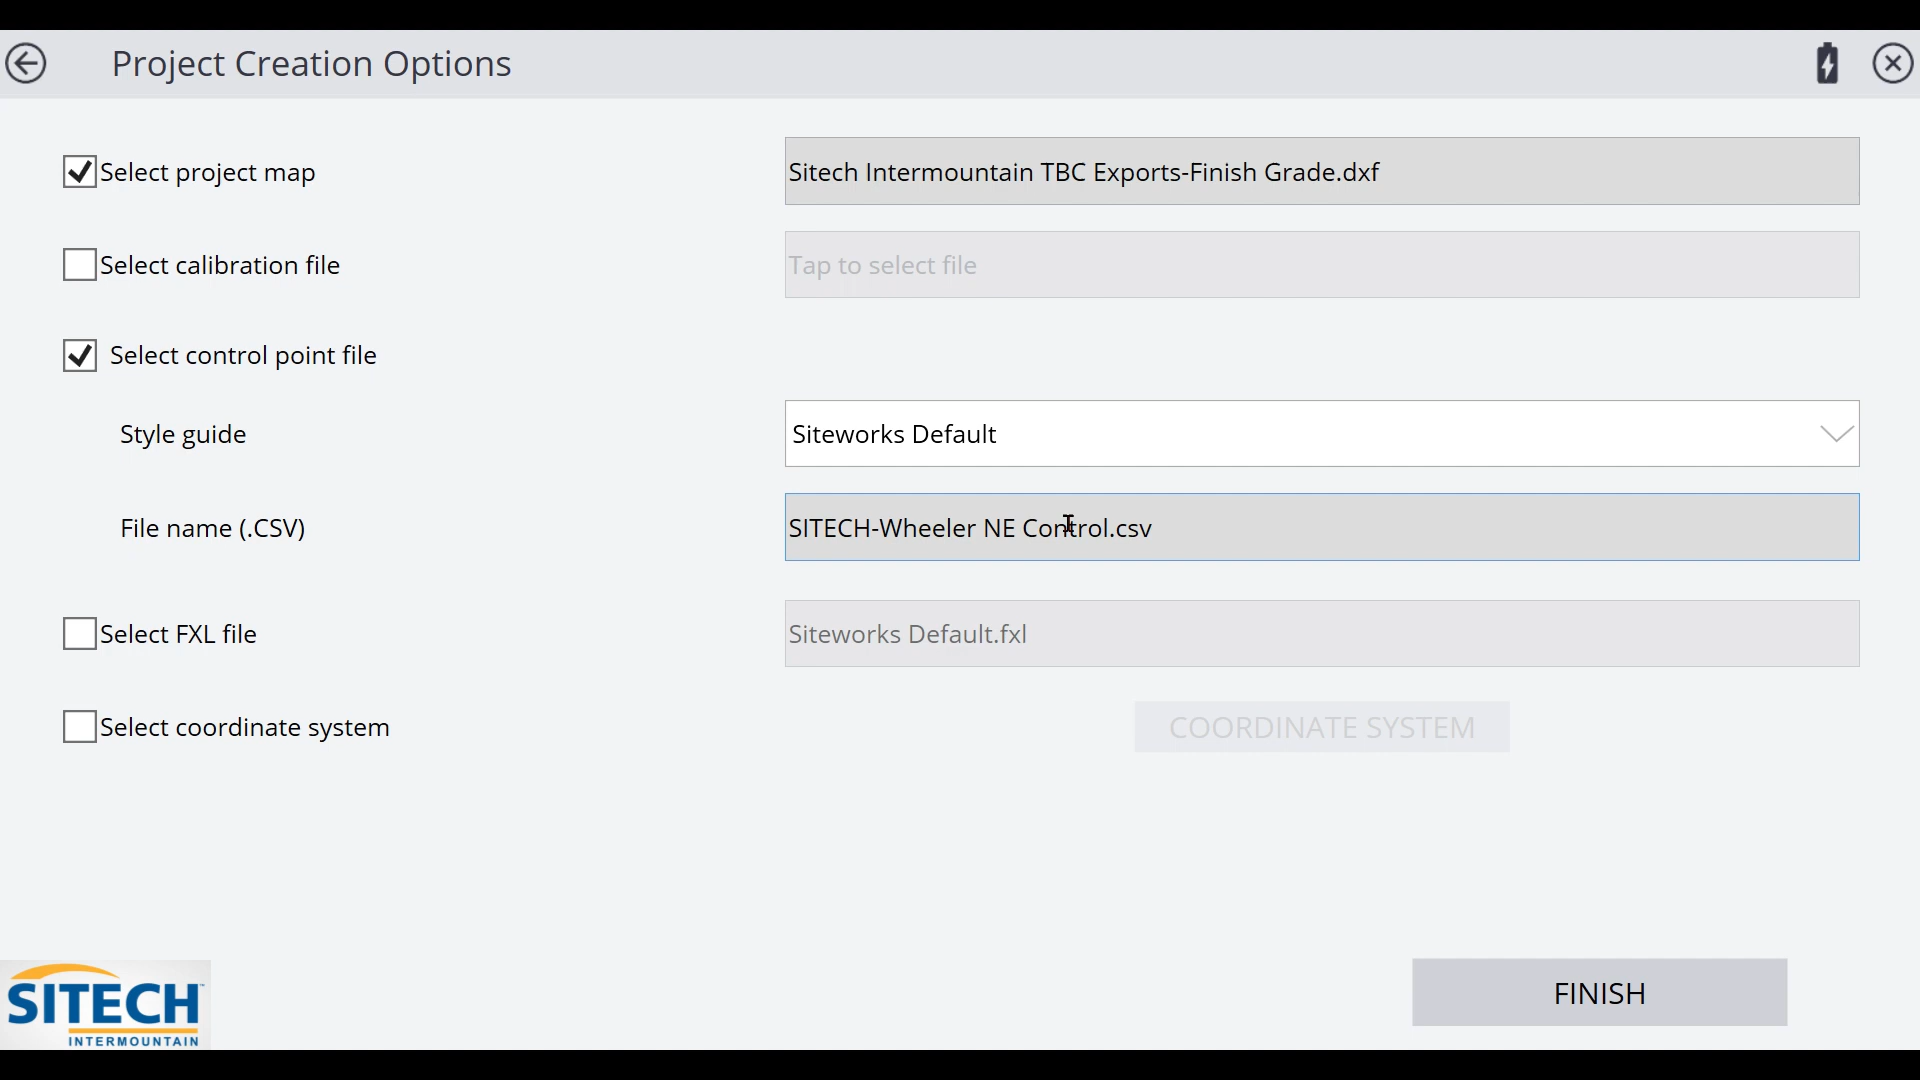 Project Creation Options
Select project map
Sitech Intermountain TBC Exports-Finish Grade.dxf
Select calibration file
Tap to select file
Select control point file
Style guide
Siteworks Default
File name (.CSV)
SITECH-Wheeler NE Control.csv
Select FXL file
Siteworks Default.fxl
Select coordinate system
COORDINATE SYSTEM
SITECH™
INTERMOUNTAIN
FINISH